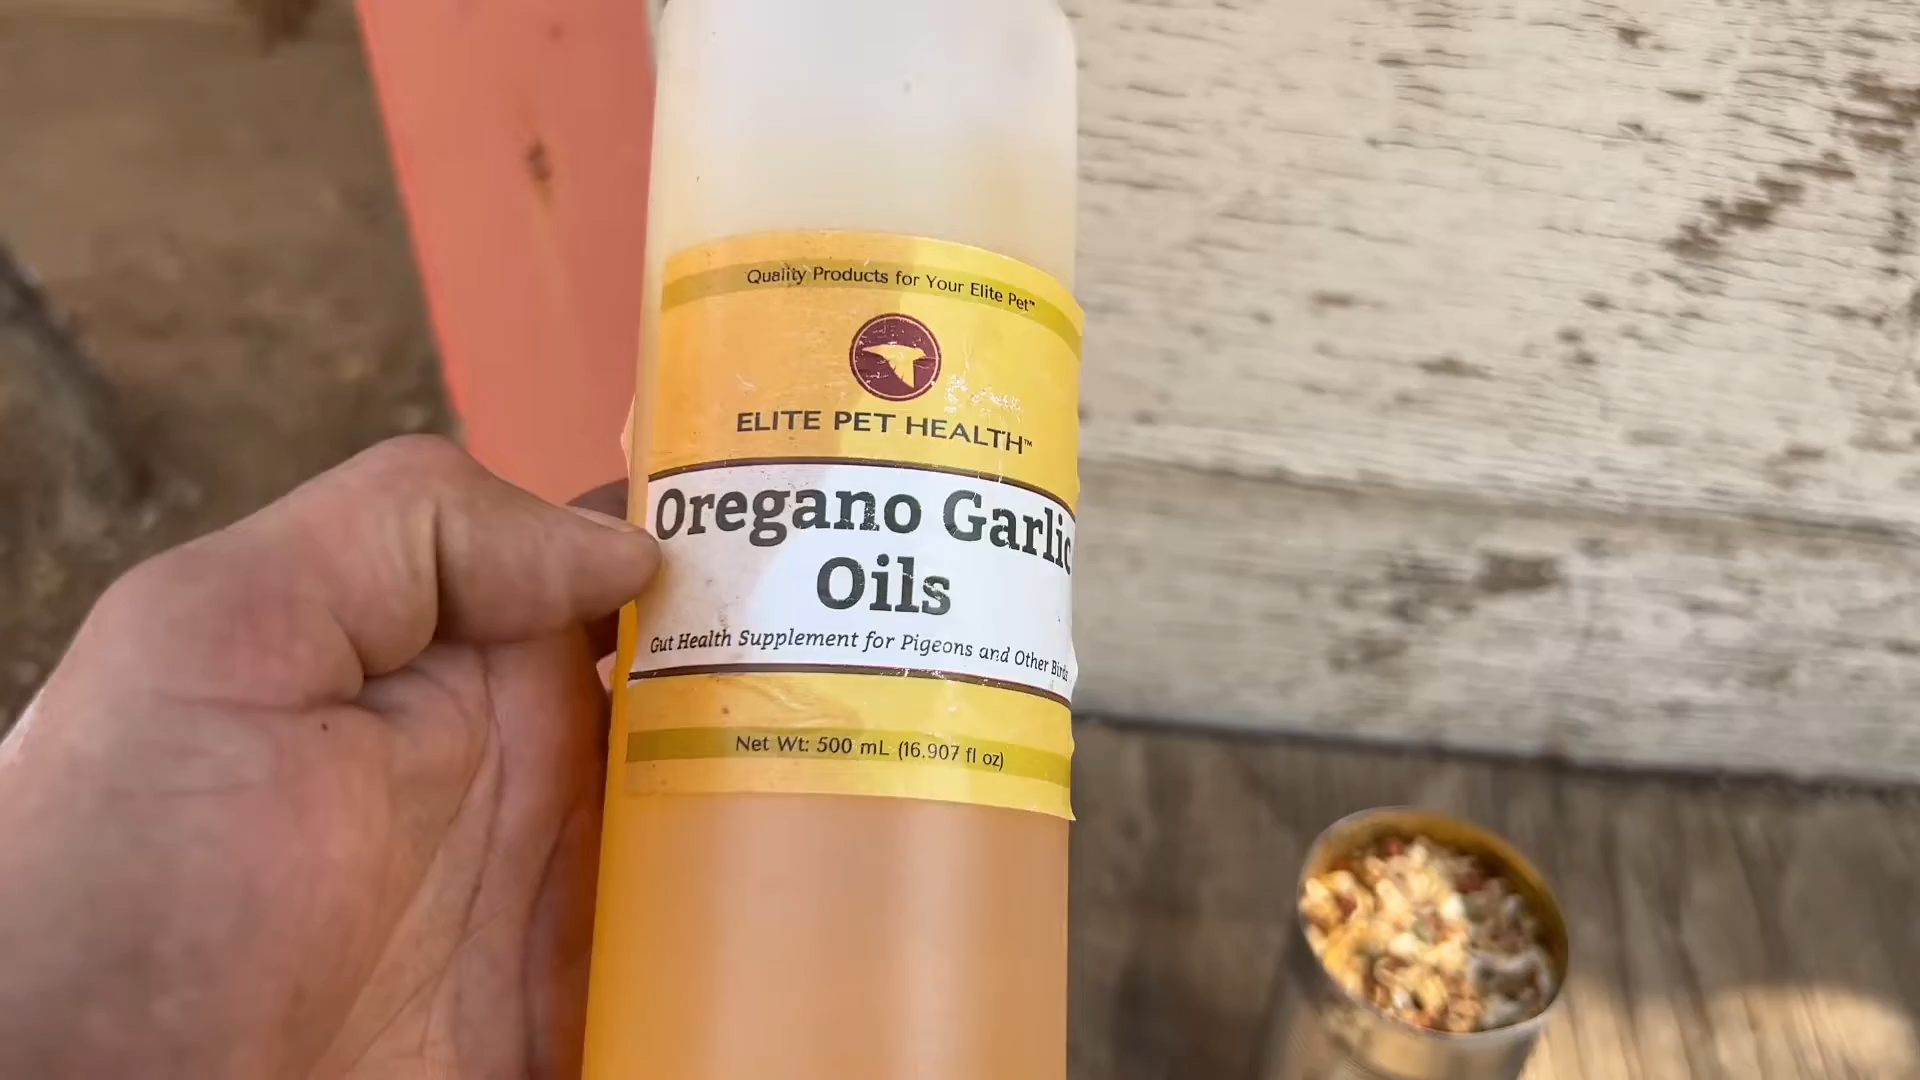 Quality Products for Your Elite Pet™
ELITE PET HEALTH™
Oregano Garlic
Oils
Gut Health Supplement for Pigeons and Other Birds
Net Wt: 500 mL (16.907 fl oz)